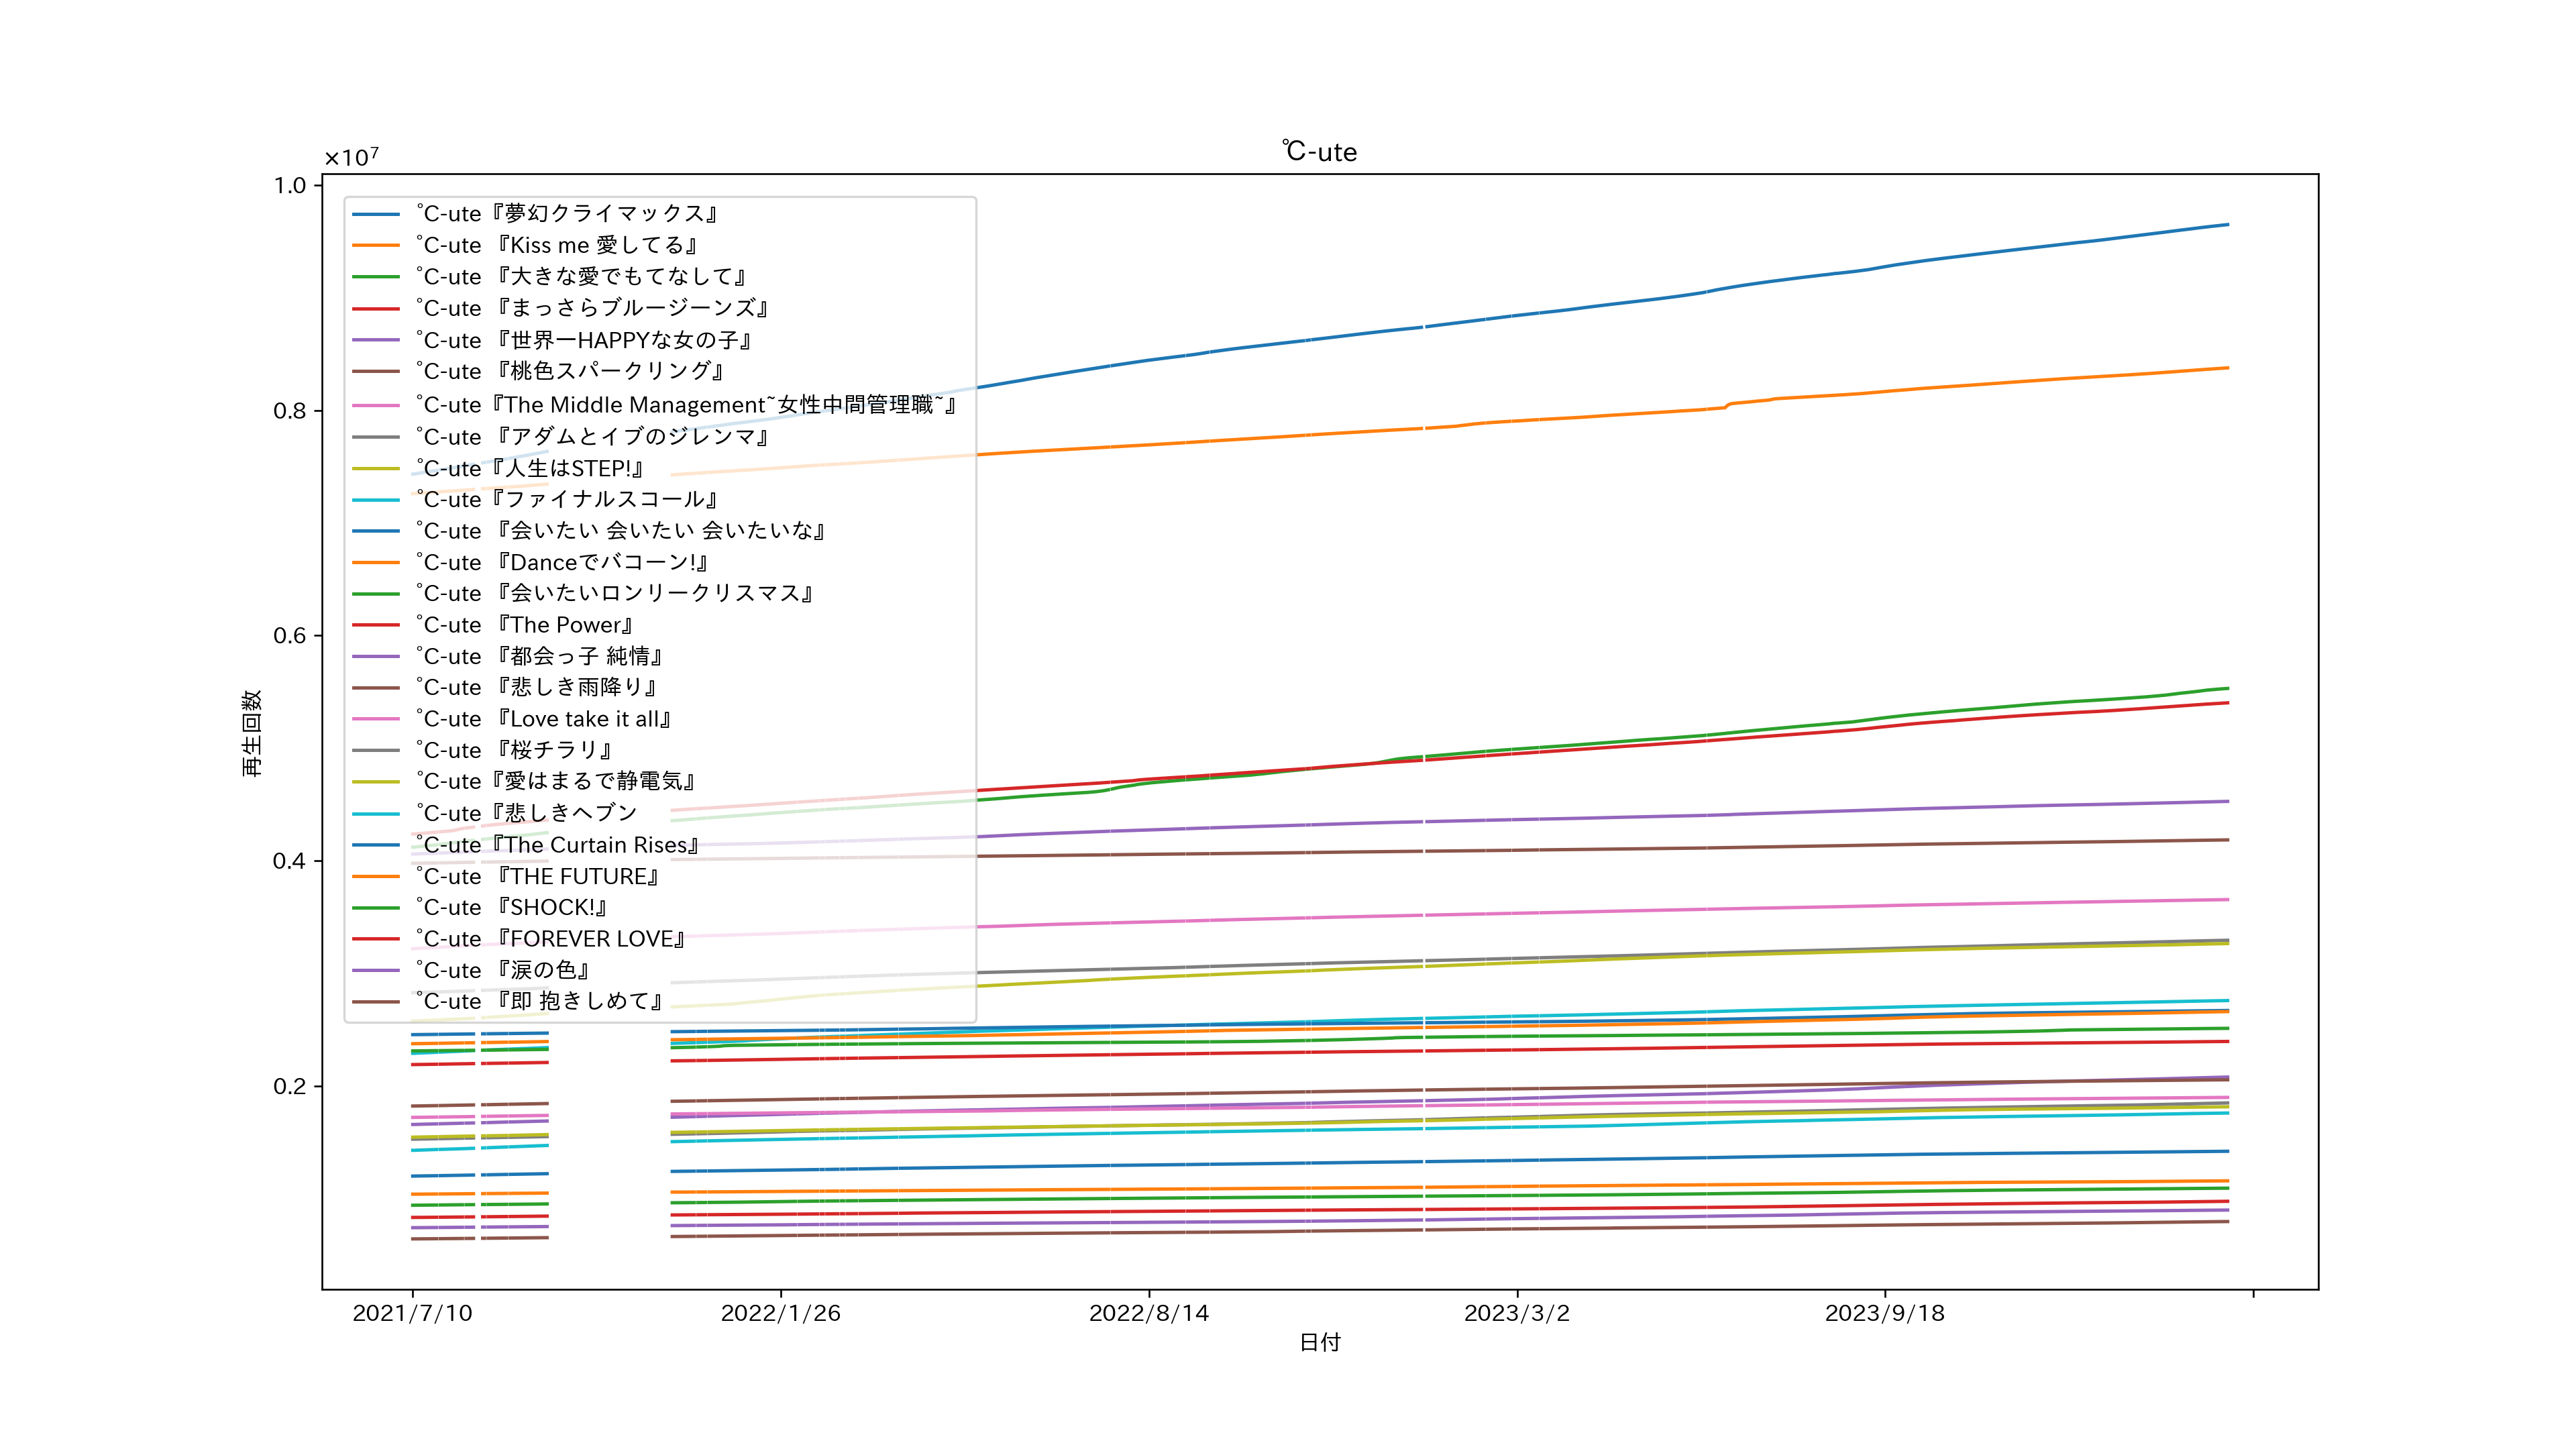 ℃-ute
×10⁷
1.0
0.8
0.6
0.4
0.2
再生回数
℃-ute『夢幻クライマックス』
℃-ute 『Kiss me 愛してる』
℃-ute 『大きな愛でもてなして』
℃-ute 『まっさらブルージーンズ』
℃-ute 『世界一HAPPYな女の子』
℃-ute 『桃色スパークリング』
℃-ute『The Middle Management~女性中間管理職~』
℃-ute 『アダムとイブのジレンマ』
℃-ute『人生はSTEP!』
℃-ute『ファイナルスコール』
℃-ute 『会いたい 会いたい 会いたいな』
℃-ute 『Danceでバコーン!』
℃-ute 『会いたいロンリークリスマス』
℃-ute 『The Power』
℃-ute 『都会っ子 純情』
℃-ute 『悲しき雨降り』
℃-ute 『Love take it all』
℃-ute 『桜チラリ』
℃-ute『愛はまるで静電気』
℃-ute『悲しきヘブン
℃-ute『The Curtain Rises』
℃-ute 『THE FUTURE』
℃-ute 『SHOCK!』
℃-ute 『FOREVER LOVE』
℃-ute 『涙の色』
℃-ute 『即 抱きしめて』
2021/7/10 2022/1/26 2022/8/14 2023/3/2 2023/9/18
日付